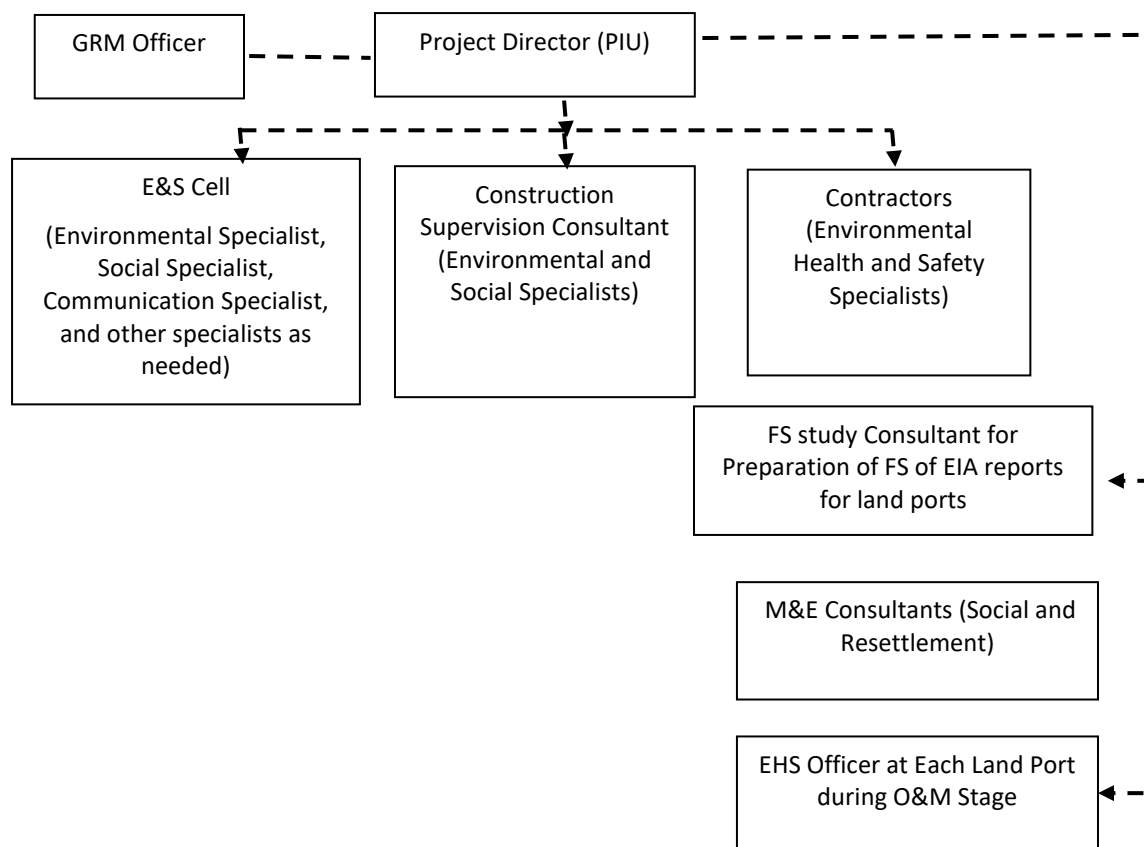 GRM Officer
Project Director (PIU)
E&S Cell
(Environmental Specialist,
Social Specialist,
Communication Specialist,
and other specialists as
needed)
Construction
Supervision Consultant
(Environmental and
Social Specialists)
Contractors
(Environmental
Health and Safety
Specialists)
FS study Consultant for
Preparation of FS of EIA reports
for land ports
M&E Consultants (Social and
Resettlement)
EHS Officer at Each Land Port
during O&M Stage